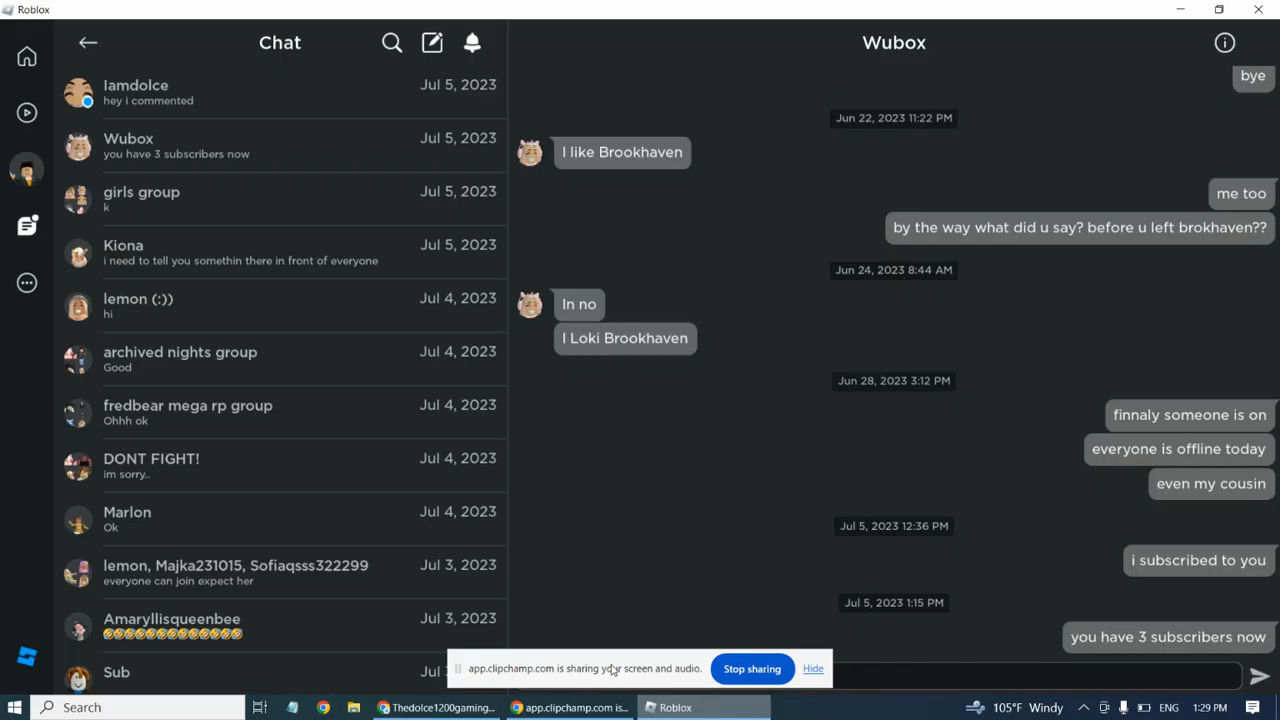 Roblox
Chat
Iamdolce
Jul 5, 2023
hey i commented
Wubox
Jul 5, 2023
you have 3 subscribers now
girls group
Jul 5, 2023
k
Kiona
Jul 5, 2023
i need to tell you somethin there in front of everyone
lemon (:))
Jul 4, 2023
hi
archived nights group
Jul 4, 2023
Good
fredbear mega rp group
Jul 4, 2023
Ohhh ok
DONT FIGHT!
Jul 4, 2023
im sorry..
Marlon
Jul 4, 2023
Ok
lemon, Majka231015, Sofiaqsss322299
Jul 3, 2023
everyone can join expect her
Amaryllisqueenbee
Jul 3, 2023
🤣🤣🤣🤣🤣🤣🤣🤣🤣🤣🤣🤣
Sub
Jul
Wubox
bye
Jun 22, 2023 11:22 PM
I like Brookhaven
me too
by the way what did u say? before u left brokhaven??
Jun 24, 2023 8:44 AM
In no
I Loki Brookhaven
Jun 28, 2023 3:12 PM
finnaly someone is on
everyone is offline today
even my cousin
Jul 5, 2023 12:36 PM
i subscribed to you
Jul 5, 2023 1:15 PM
you have 3 subscribers now
app.clipchamp.com is sharing your screen and audio.
Stop sharing
Hide
Search
Thedolce1200gaming...
app.clipchamp.com is...
Roblox
105°F Windy
1:29 PM